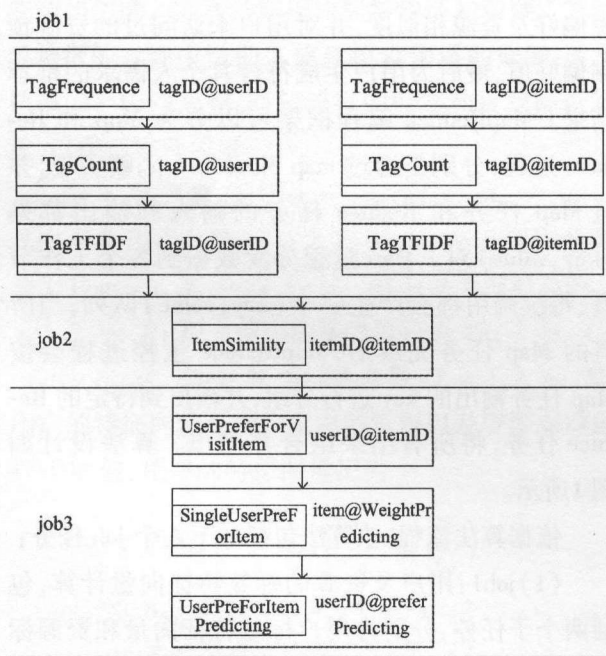 job1
TagFrequence tagID@userID
TagFrequence tagID@itemID
TagCount tagID@userID
TagCount tagID@itemID
TagTFIDF tagID@userID
TagTFIDF tagID@itemID
job2
ItemSimility itemID@itemID
UserPreferForV
isitItem
userID@itemID
job3
SingleUserPreF
orItem
item@WeightPr
edicting
UserPreForItem
Predicting
userID@prefer
Predicting